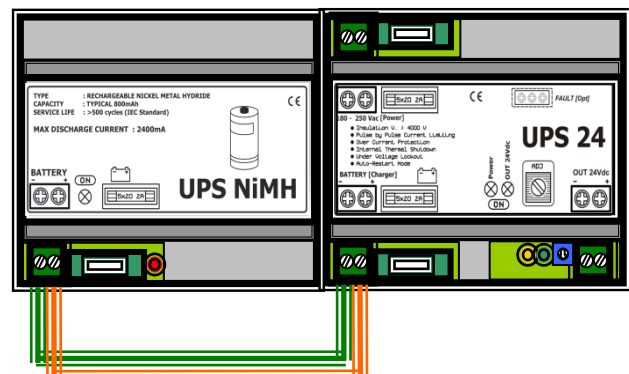 TYPE : RECHARGEABLE NICKEL METAL HYDRIDE
CAPACITY : TYPICAL 800mAh
SERVICE LIFE : >500 cycles (IEC Standard)
CE
MAX DISCHARGE CURRENT : 2400mA
BATTERY
- +
ON
- +
5x20 2A
UPS NiMH
5x20 2A
CE
FAULT [Opt]
180 - 250 Vac [Power]
Insulation V. : 4000 V
Pulse by Pulse Current Limiting
Over Current Protection
Internal Thermal Shutdown
Under Voltage Lockout
Auto-Restart Mode
UPS 24
BATTERY [Charger]
- +
- +
5x20 2A
Power
OUT 24Vdc
ON
ADJ
OUT 24Vdc
- +